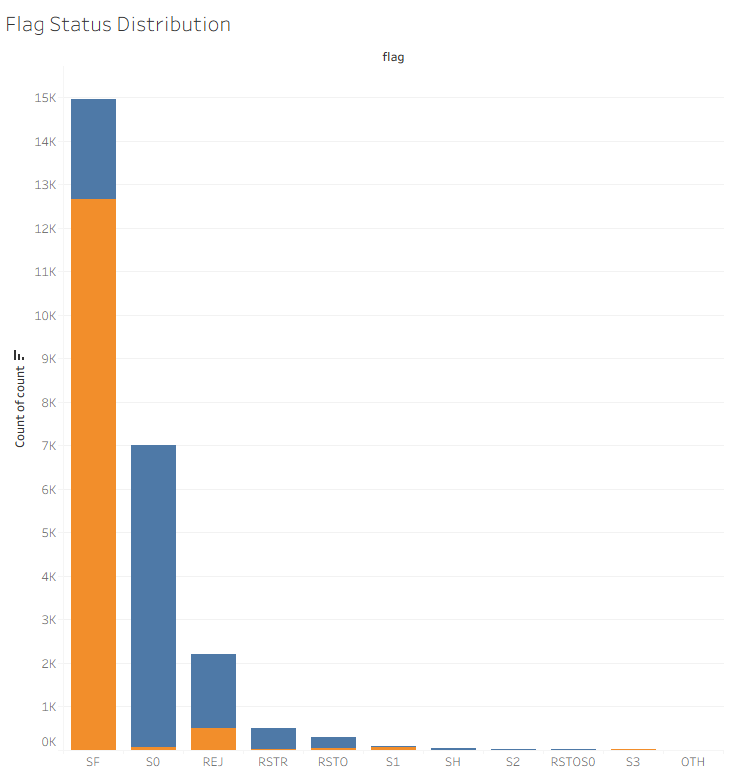 Flag Status Distribution
flag
15K
14K
13K
12K
11K
10K
9K
8K
7K
6K
5K
4K
3K
2K
1K
0K
Count of count
SF S0 REJ RSTR RSTO S1 SH S2 RSTOS0 S3 OTH